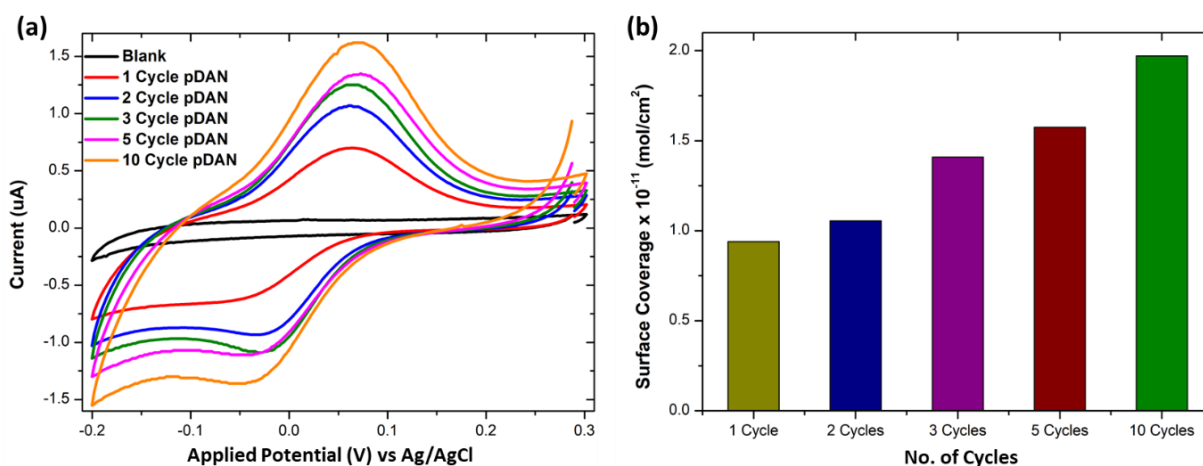 (a)
Blank
1 Cycle pDAN
2 Cycle pDAN
3 Cycle pDAN
5 Cycle pDAN
10 Cycle pDAN
1.5
1.0
0.5
0.0
-0.5
-1.0
-1.5
Current (uA)
-0.2
-0.1
0.0
0.1
0.2
0.3
Applied Potential (V) vs Ag/AgCl
(b)
2.0
1.5
1.0
0.5
0.0
Surface Coverage x 10⁻¹¹ (mol/cm²)
1 Cycle
2 Cycles
3 Cycles
5 Cycles
10 Cycles
No. of Cycles